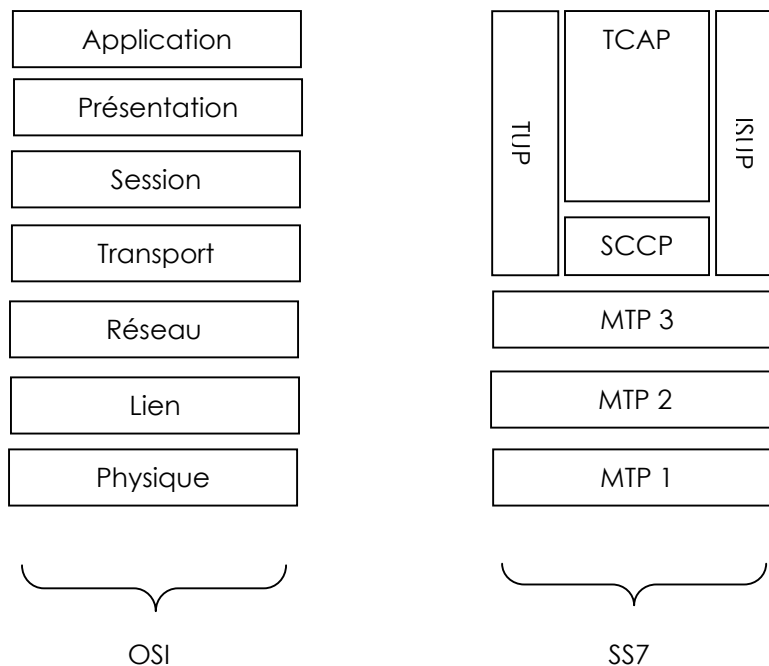 Application
Présentation
Session
Transport
Réseau
Lien
Physique
OSI
TUP
TCAP
ISUP
SCCP
MTP 3
MTP 2
MTP 1
SS7